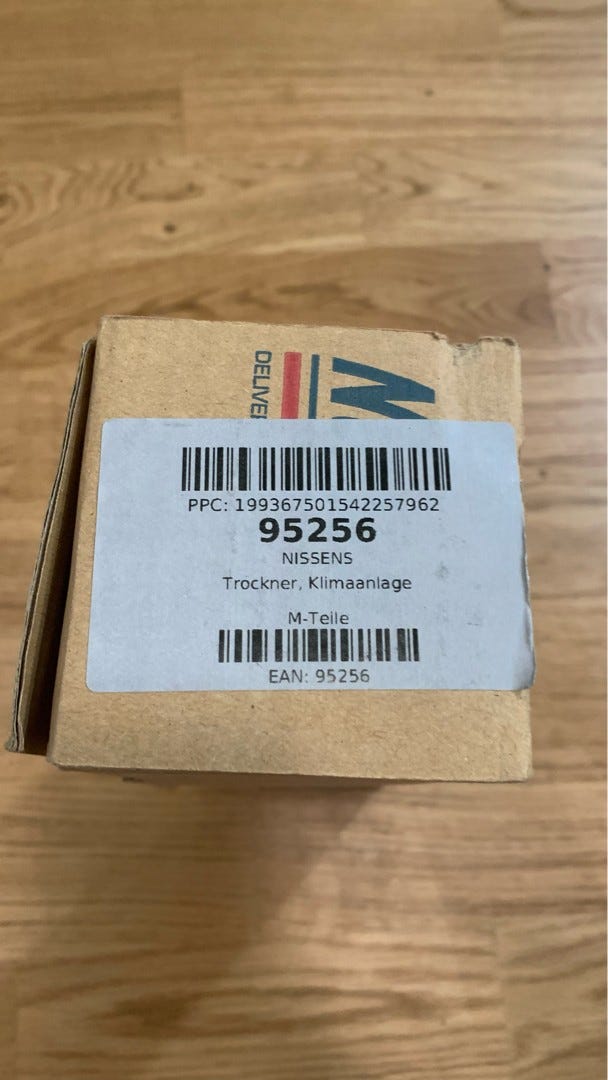 PPC: 199367501542257962
95256
NISSENS
Trockner, Klimaanlage
M-Teile
EAN: 95256